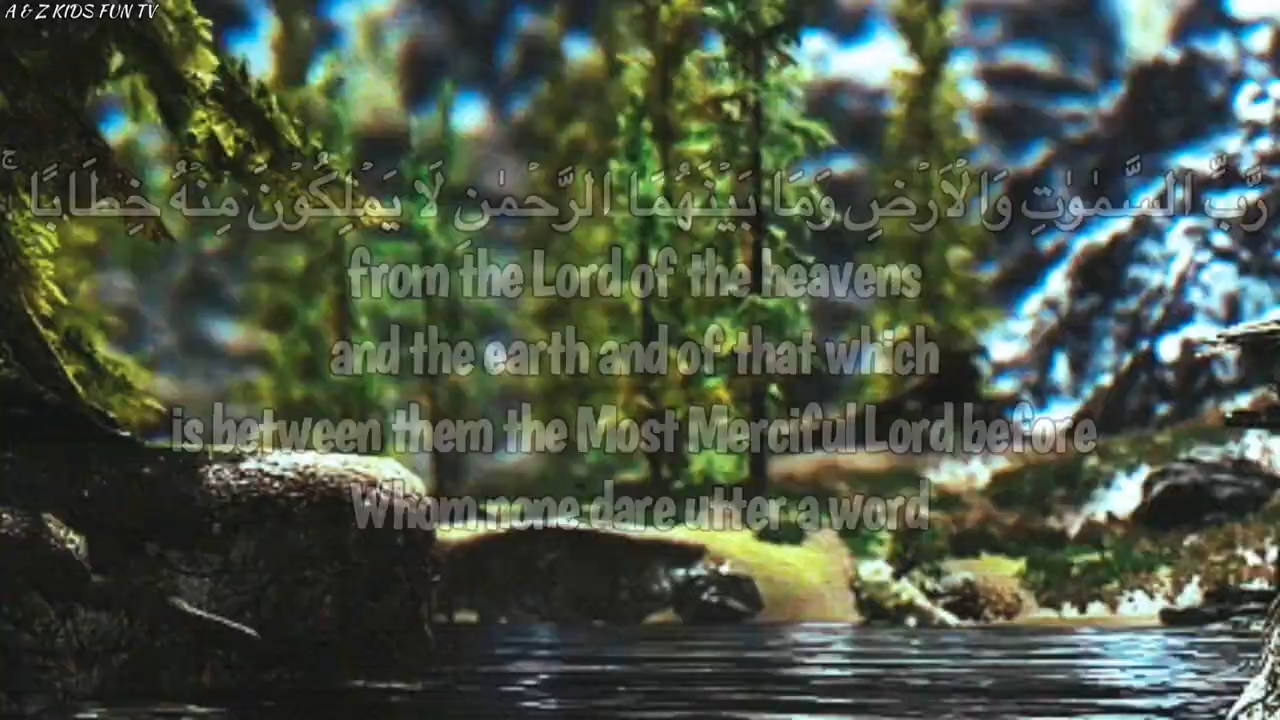 A & Z KIDS FUN TV
رَّبِّ السَّمٰوٰتِ وَالۡاَرۡضِ وَمَا بَيۡنَهُمَا الرَّحۡمٰنِ لَا يَمۡلِكُوۡنَ مِنۡهُ خِطَابًا ۚ
from the Lord of the heavens
and the earth and of that which
is between them the Most Merciful Lord before
Whom none dare utter a word